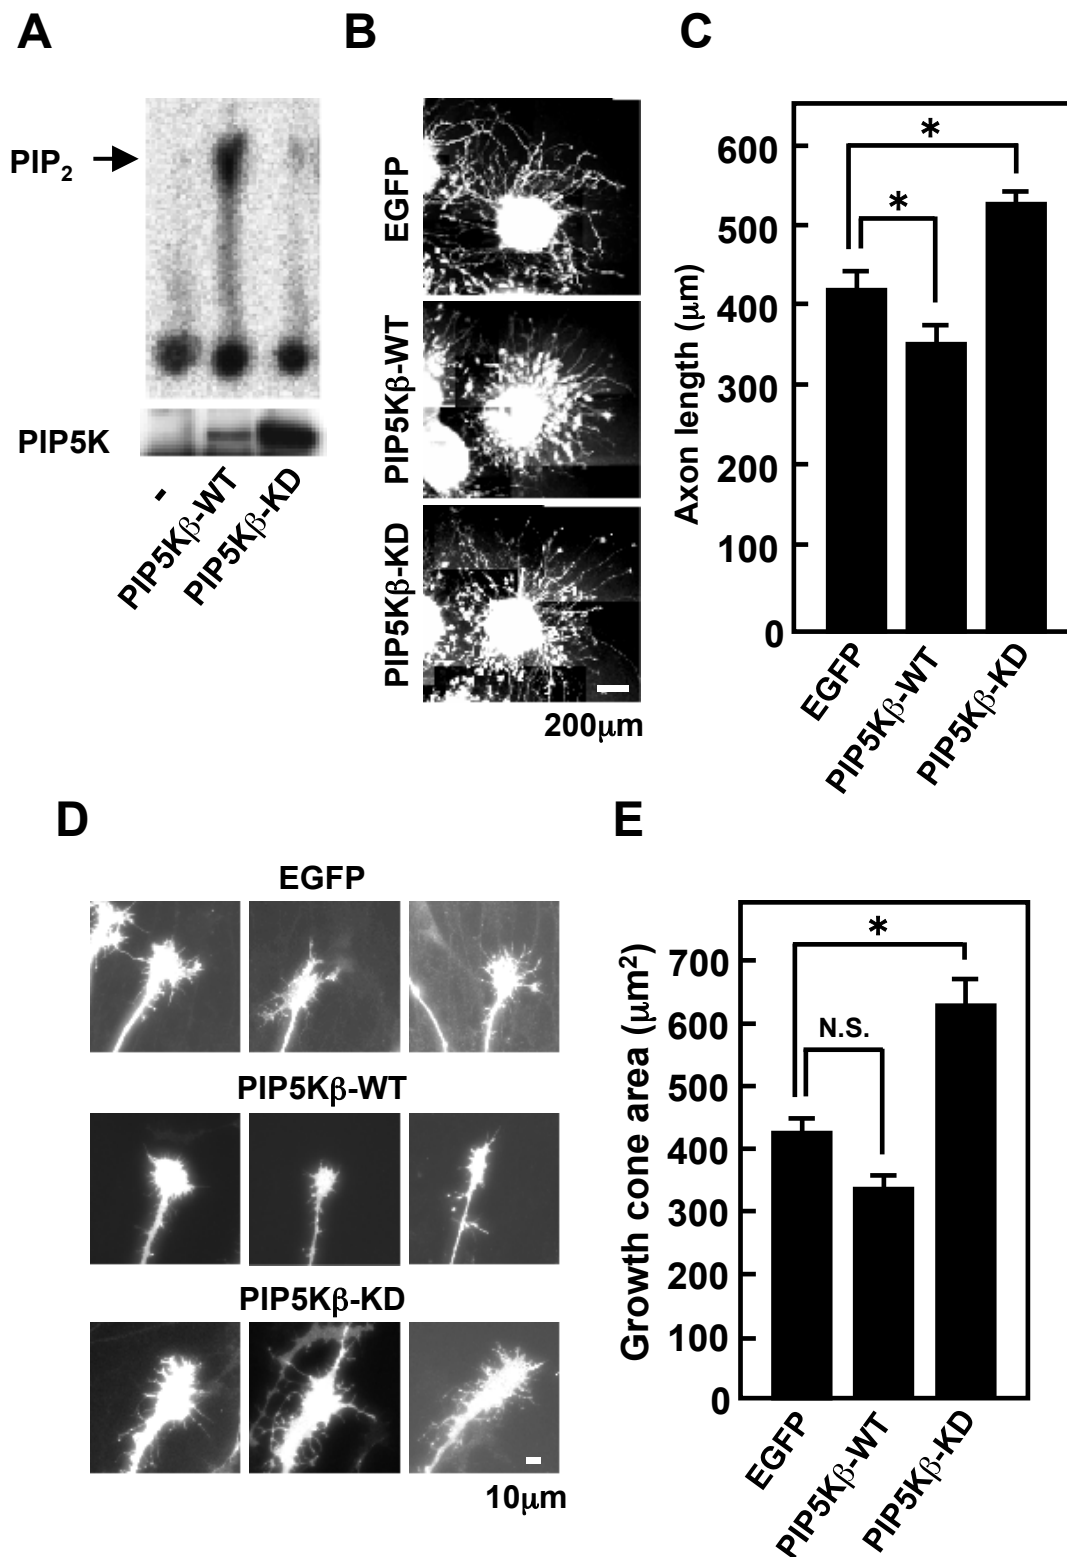 A
PIP2
PIP5K
-
PIP5Kβ-WT
PIP5Kβ-KD
B
EGFP
PIP5Kβ-WT
PIP5Kβ-KD
200μm
C
Axon length (μm)
600
500
400
300
200
100
0
*
*
EGFP
PIP5Kβ-WT
PIP5Kβ-KD
D
EGFP
PIP5Kβ-WT
PIP5Kβ-KD
10μm
E
Growth cone area (μm²)
700
600
500
400
300
200
100
0
*
N.S.
EGFP
PIP5Kβ-WT
PIP5Kβ-KD